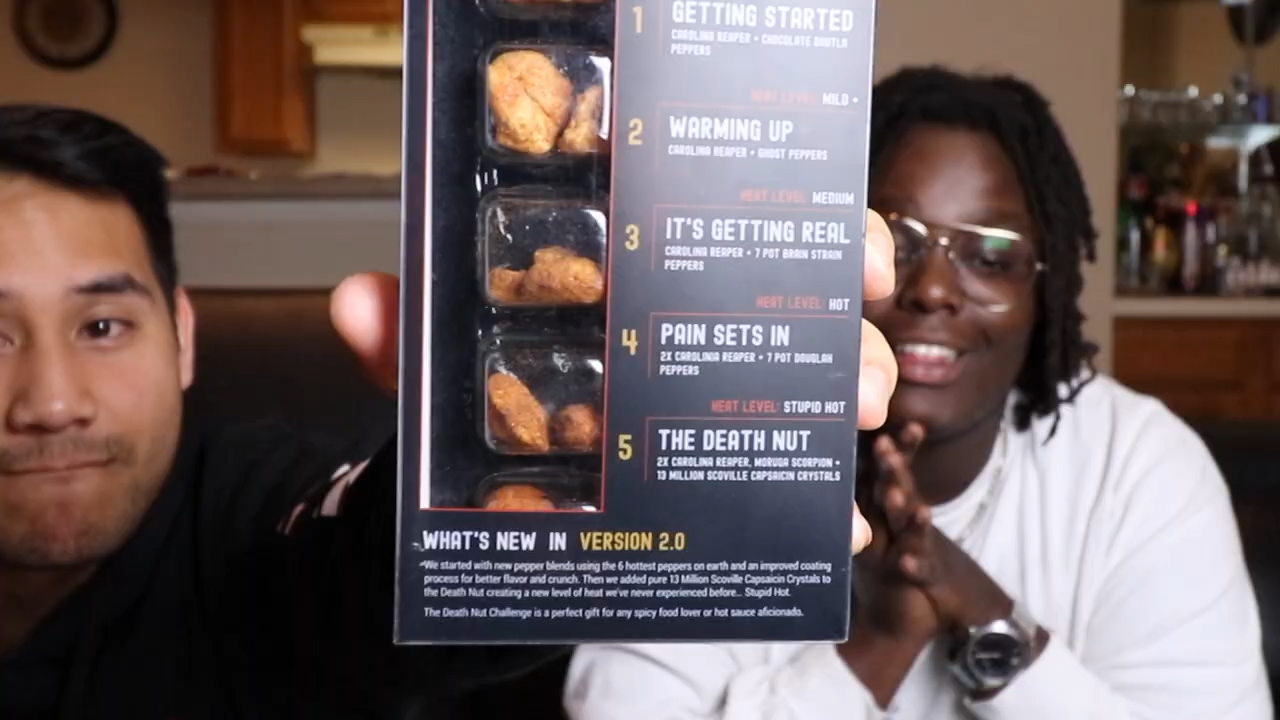 1 GETTING STARTED
CAROLINA REAPER + CHOCOLATE BHUTLA
PEPPERS
HEAT LEVEL: MILD +
2 WARMING UP
CAROLINA REAPER + GHOST PEPPERS
HEAT LEVEL: MEDIUM
3 IT'S GETTING REAL
CAROLINA REAPER + 7 POT BRAIN STRAIN
PEPPERS
HEAT LEVEL: HOT
4 PAIN SETS IN
2X CAROLINIA REAPER + 7 POT DOUGLAH
PEPPERS
HEAT LEVEL: STUPID HOT
5 THE DEATH NUT
2X CAROLINA REAPER, MORUGA SCORPION +
13 MILLION SCOVILLE CAPSAICIN CRYSTALS
WHAT'S NEW IN VERSION 2.0
We started with new pepper blends using the 6 hottest peppers on earth and an improved coating
process for better flavor and crunch. Then we added pure 13 Million Scoville Capsaicin Crystals to
the Death Nut creating a new level of heat we've never experienced before... Stupid Hot.
The Death Nut Challenge is a perfect gift for any spicy food lover or hot sauce aficionado.